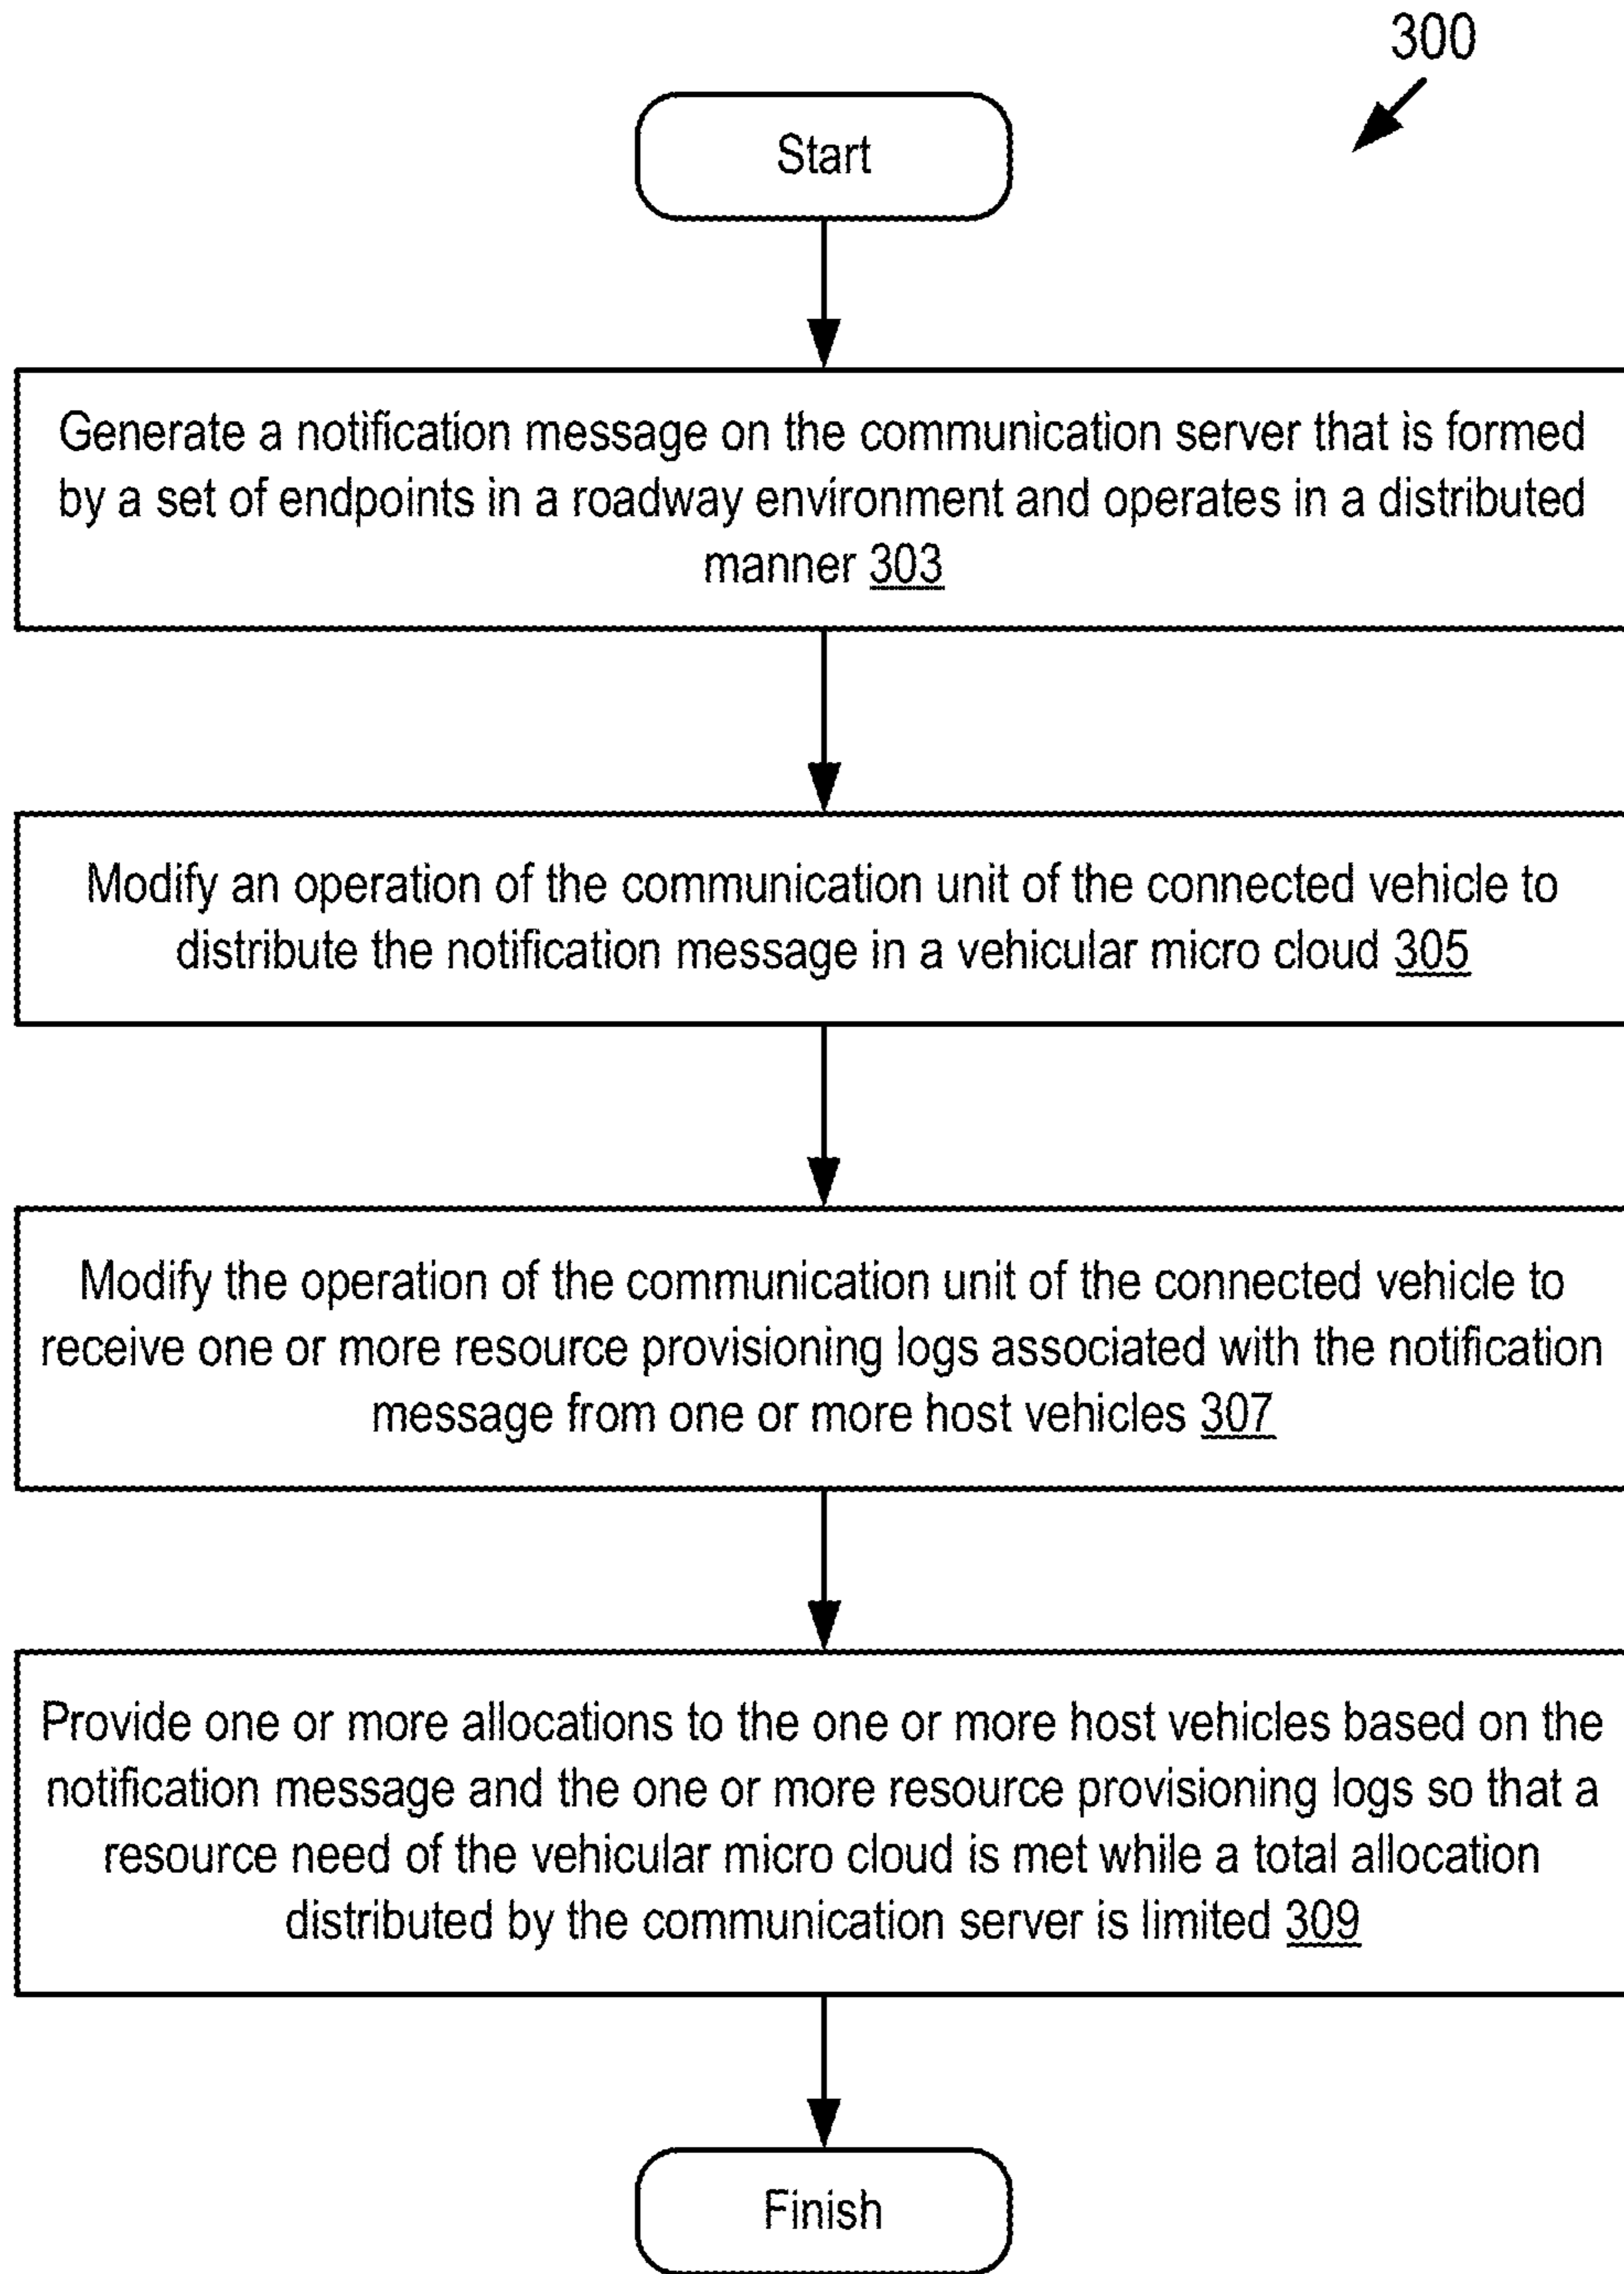 300
Start
Generate a notification message on the communication server that is formed
by a set of endpoints in a roadway environment and operates in a distributed
manner 303
Modify an operation of the communication unit of the connected vehicle to
distribute the notification message in a vehicular micro cloud 305
Modify the operation of the communication unit of the connected vehicle to
receive one or more resource provisioning logs associated with the notification
message from one or more host vehicles 307
Provide one or more allocations to the one or more host vehicles based on the
notification message and the one or more resource provisioning logs so that a
resource need of the vehicular micro cloud is met while a total allocation
distributed by the communication server is limited 309
Finish